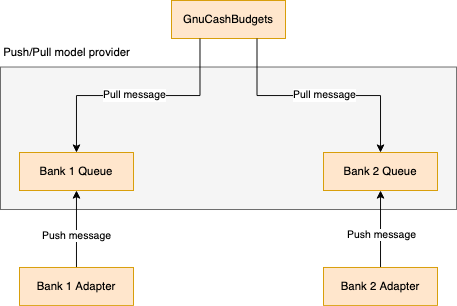 GnuCashBudgets
Push/Pull model provider
Pull message
Pull message
Bank 1 Queue
Bank 2 Queue
Push message
Push message
Bank 1 Adapter
Bank 2 Adapter